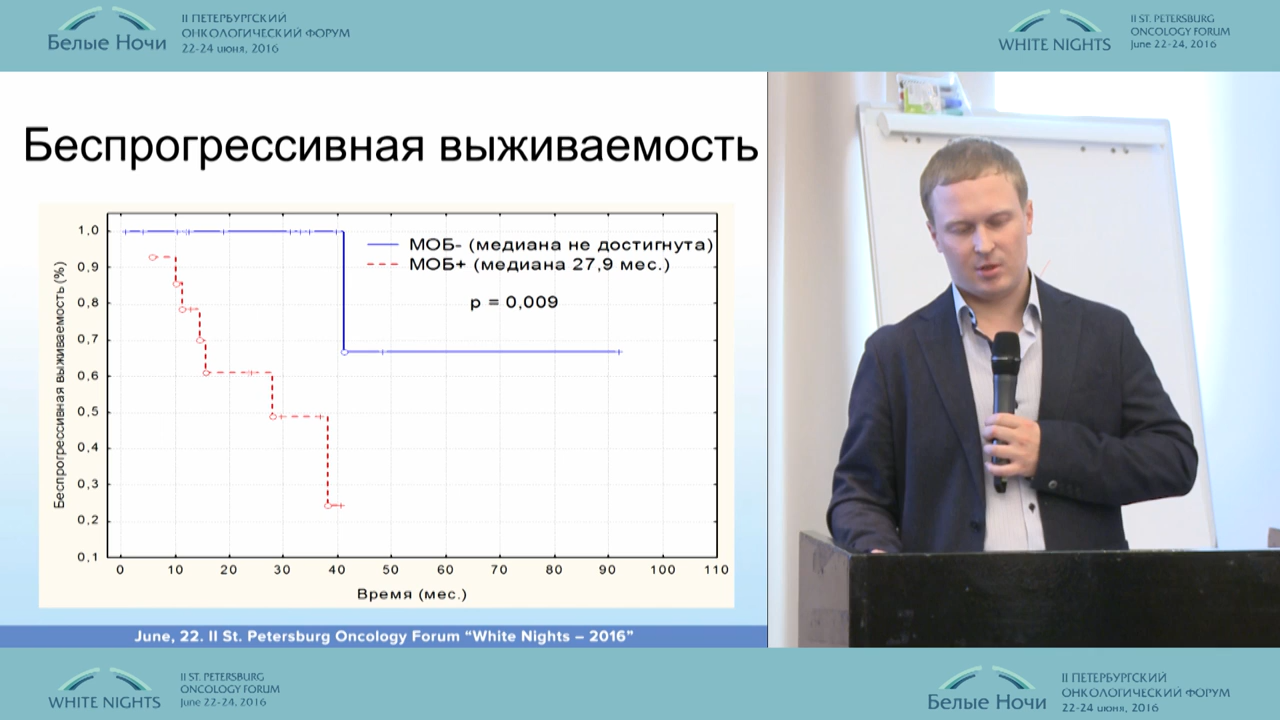 Белые Ночи
II ПЕТЕРБУРГСКИЙ
ОНКОЛОГИЧЕСКИЙ ФОРУМ
22-24 июня, 2016
WHITE NIGHTS
II ST. PETERSBURG
ONCOLOGY FORUM
June 22-24, 2016
Беспрогрессивная выживаемость
Беспрогрессивная выживаемость (%)
1,0
0,9
0,8
0,7
0,6
0,5
0,4
0,3
0,2
0,1
МОБ- (медиана не достигнута)
МОБ+ (медиана 27,9 мес.)
p = 0,009
0 10 20 30 40 50 60 70 80 90 100 110
Время (мес.)
June, 22. II St. Petersburg Oncology Forum “White Nights – 2016”
WHITE NIGHTS
II ST. PETERSBURG
ONCOLOGY FORUM
June 22-24, 2016
Белые Ночи
II ПЕТЕРБУРГСКИЙ
ОНКОЛОГИЧЕСКИЙ ФОРУМ
22-24 июня, 2016